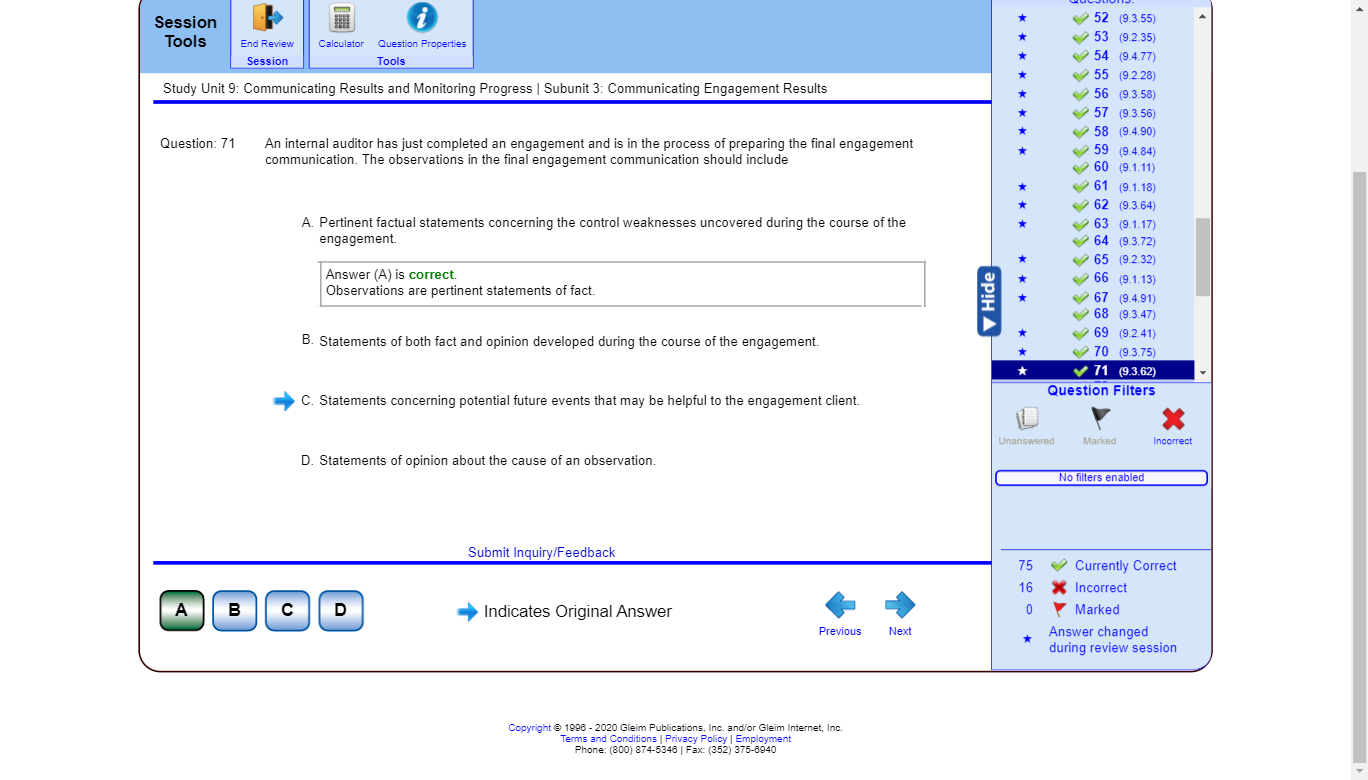 Session
Tools
End Review
Session
Calculator
Question Properties
Tools
Study Unit 9: Communicating Results and Monitoring Progress | Subunit 3: Communicating Engagement Results
Question: 71
An internal auditor has just completed an engagement and is in the process of preparing the final engagement
communication. The observations in the final engagement communication should include
A. Pertinent factual statements concerning the control weaknesses uncovered during the course of the
engagement.
Answer (A) is correct.
Observations are pertinent statements of fact.
B. Statements of both fact and opinion developed during the course of the engagement.
C. Statements concerning potential future events that may be helpful to the engagement client.
D. Statements of opinion about the cause of an observation.
Submit Inquiry/Feedback
A B C D
Indicates Original Answer
Previous
Next
Questions:
52 (9.3.55)
53 (9.2.35)
54 (9.4.77)
55 (9.2.28)
56 (9.3.58)
57 (9.3.56)
58 (9.4.90)
59 (9.4.84)
60 (9.1.11)
61 (9.1.18)
62 (9.3.64)
63 (9.1.17)
64 (9.3.72)
65 (9.2.32)
66 (9.1.13)
67 (9.4.91)
68 (9.3.47)
69 (9.2.41)
70 (9.3.75)
71 (9.3.62)
Hide
Question Filters
Unanswered
Marked
Incorrect
No filters enabled
75 Currently Correct
16 Incorrect
0 Marked
Answer changed
during review session
Copyright © 1996 - 2020 Gleim Publications, Inc. and/or Gleim Internet, Inc.
Terms and Conditions | Privacy Policy | Employment
Phone: (800) 874-5346 | Fax: (352) 375-6940